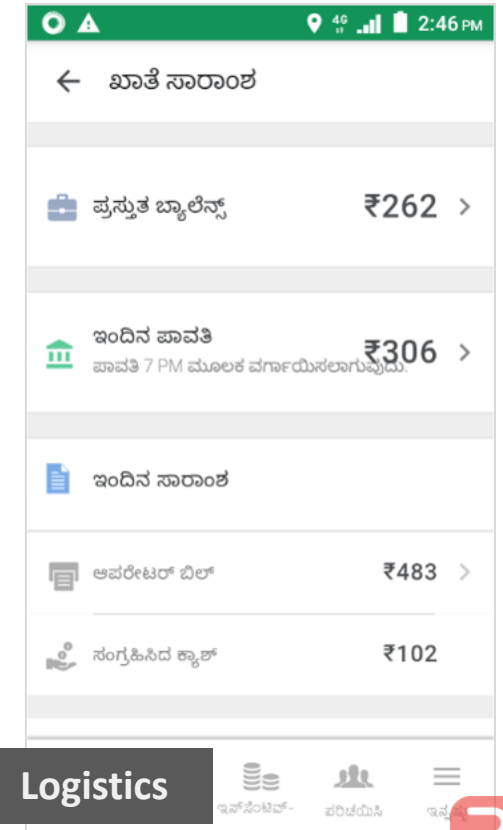 4G 2:46 PM
ಖಾತೆ ಸಾರಾಂಶ
ಪ್ರಸ್ತುತ ಬ್ಯಾಲೆನ್ಸ್ ₹262
ಇಂದಿನ ಪಾವತಿ ₹306
ಪಾವತಿ 7 PM ಮೂಲಕ ವರ್ಗಾಯಿಸಲಾಗುವುದು.
ಇಂದಿನ ಸಾರಾಂಶ
ಆಪರೇಟರ್ ಬಿಲ್ ₹483
ಸಂಗ್ರಹಿಸಿದ ಕ್ಯಾಶ್ ₹102
Logistics
ಇನ್ಸೆಂಟಿವ್- ಪರಿಚಯಿಸಿ